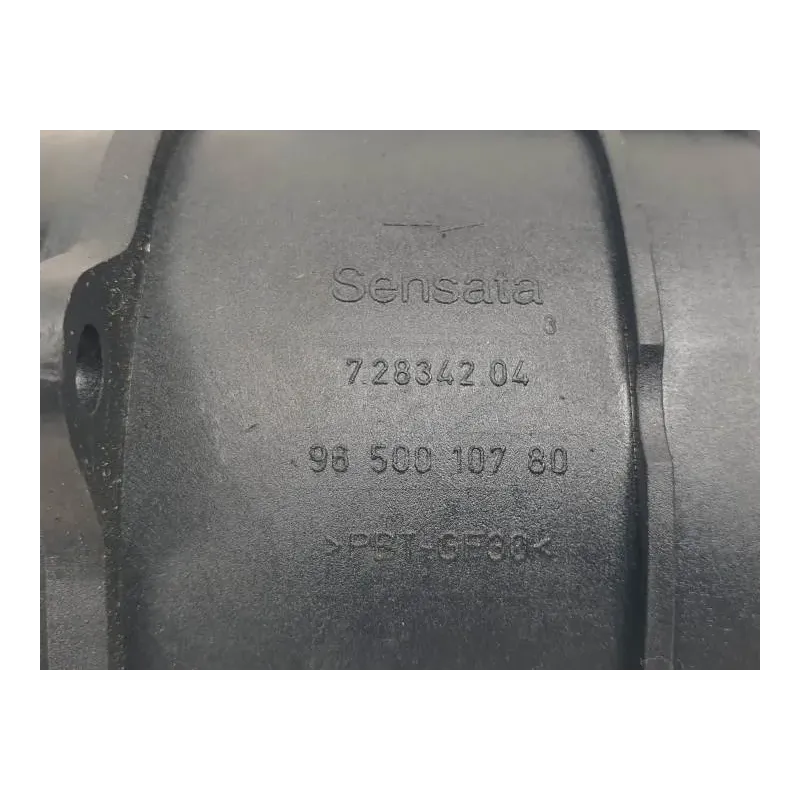 Sensata
3
7.28342.04
96 500 107 80
>PBT-GF30<